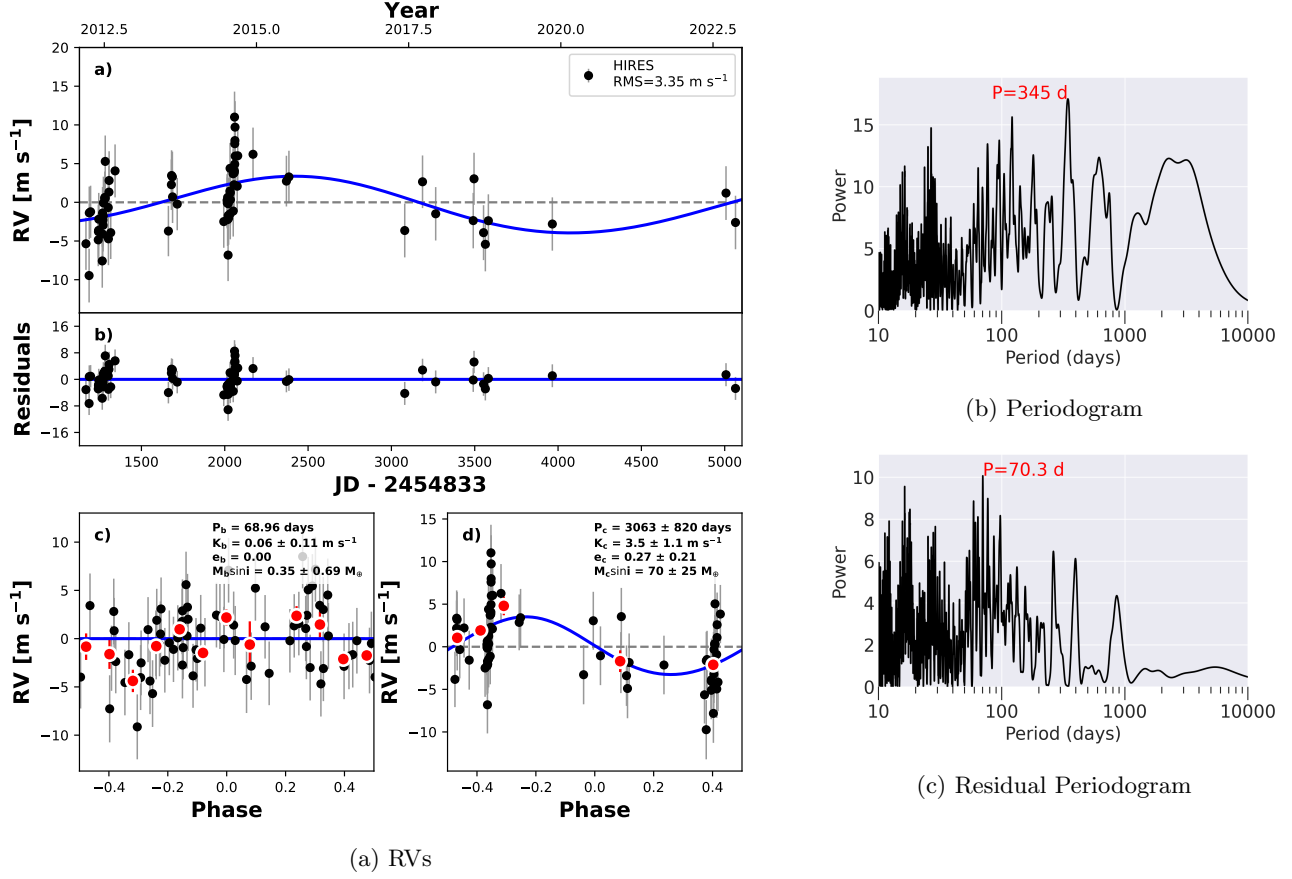 Year
2012.5 2015.0 2017.5 2020.0 2022.5
a)
HIRES
RMS=3.35 m s⁻¹
20
15
10
5
0
−5
−10
RV [m s⁻¹]
b)
16
8
0
−8
−16
Residuals
1500 2000 2500 3000 3500 4000 4500 5000
JD - 2454833
c)
P_b = 68.96 days
K_b = 0.06 ± 0.11 m s⁻¹
e_b = 0.00
M_b sini = 0.35 ± 0.69 M⊕
10
5
0
−5
−10
RV [m s⁻¹]
−0.4 −0.2 0.0 0.2 0.4
Phase
d)
P_c = 3063 ± 820 days
K_c = 3.5 ± 1.1 m s⁻¹
e_c = 0.27 ± 0.21
M_c sini = 70 ± 25 M⊕
15
10
5
0
−5
−10
RV [m s⁻¹]
−0.4 −0.2 0.0 0.2 0.4
Phase
(a) RVs
P=345 d
15
10
5
0
Power
10 100 1000 10000
Period (days)
(b) Periodogram
P=70.3 d
10
8
6
4
2
0
Power
10 100 1000 10000
Period (days)
(c) Residual Periodogram